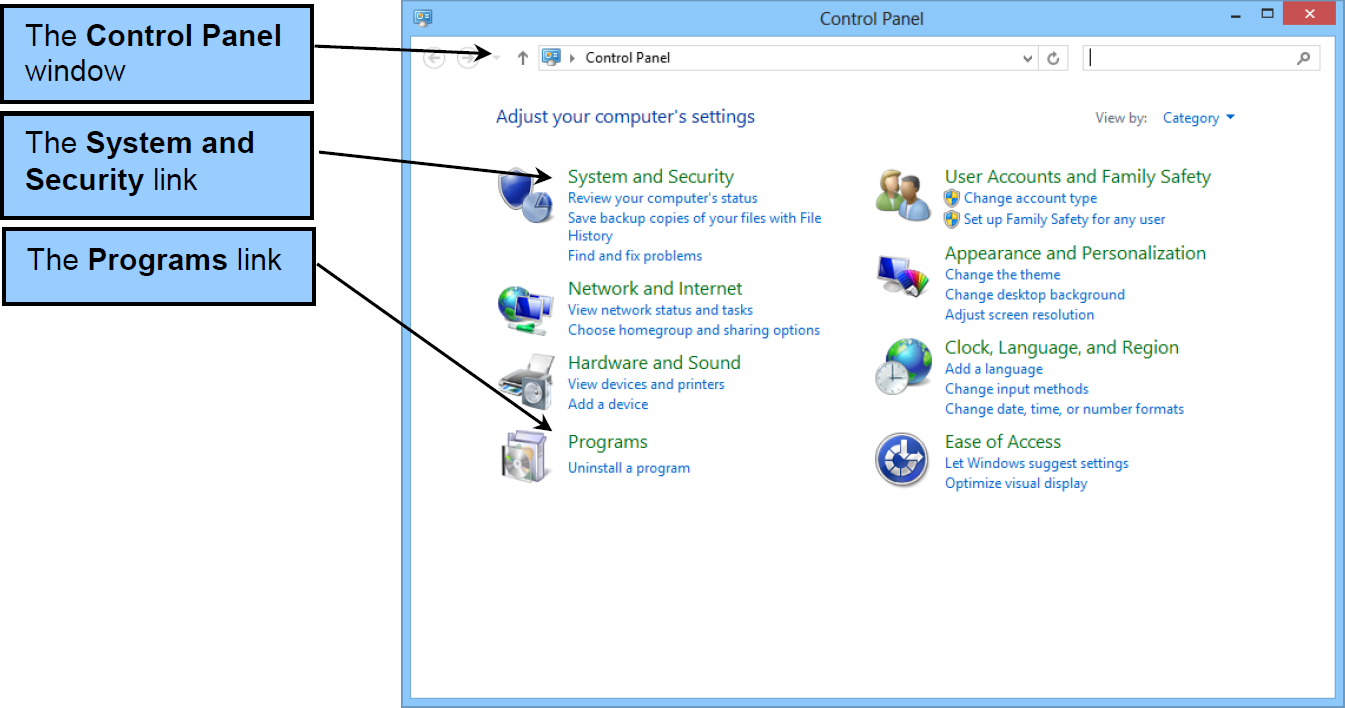 The Control Panel
window
The System and
Security link
The Programs link
Control Panel
Control Panel
Adjust your computer's settings
View by: Category
System and Security
Review your computer's status
Save backup copies of your files with File
History
Find and fix problems
Network and Internet
View network status and tasks
Choose homegroup and sharing options
Hardware and Sound
View devices and printers
Add a device
Programs
Uninstall a program
User Accounts and Family Safety
Change account type
Set up Family Safety for any user
Appearance and Personalization
Change the theme
Change desktop background
Adjust screen resolution
Clock, Language, and Region
Add a language
Change input methods
Change date, time, or number formats
Ease of Access
Let Windows suggest settings
Optimize visual display